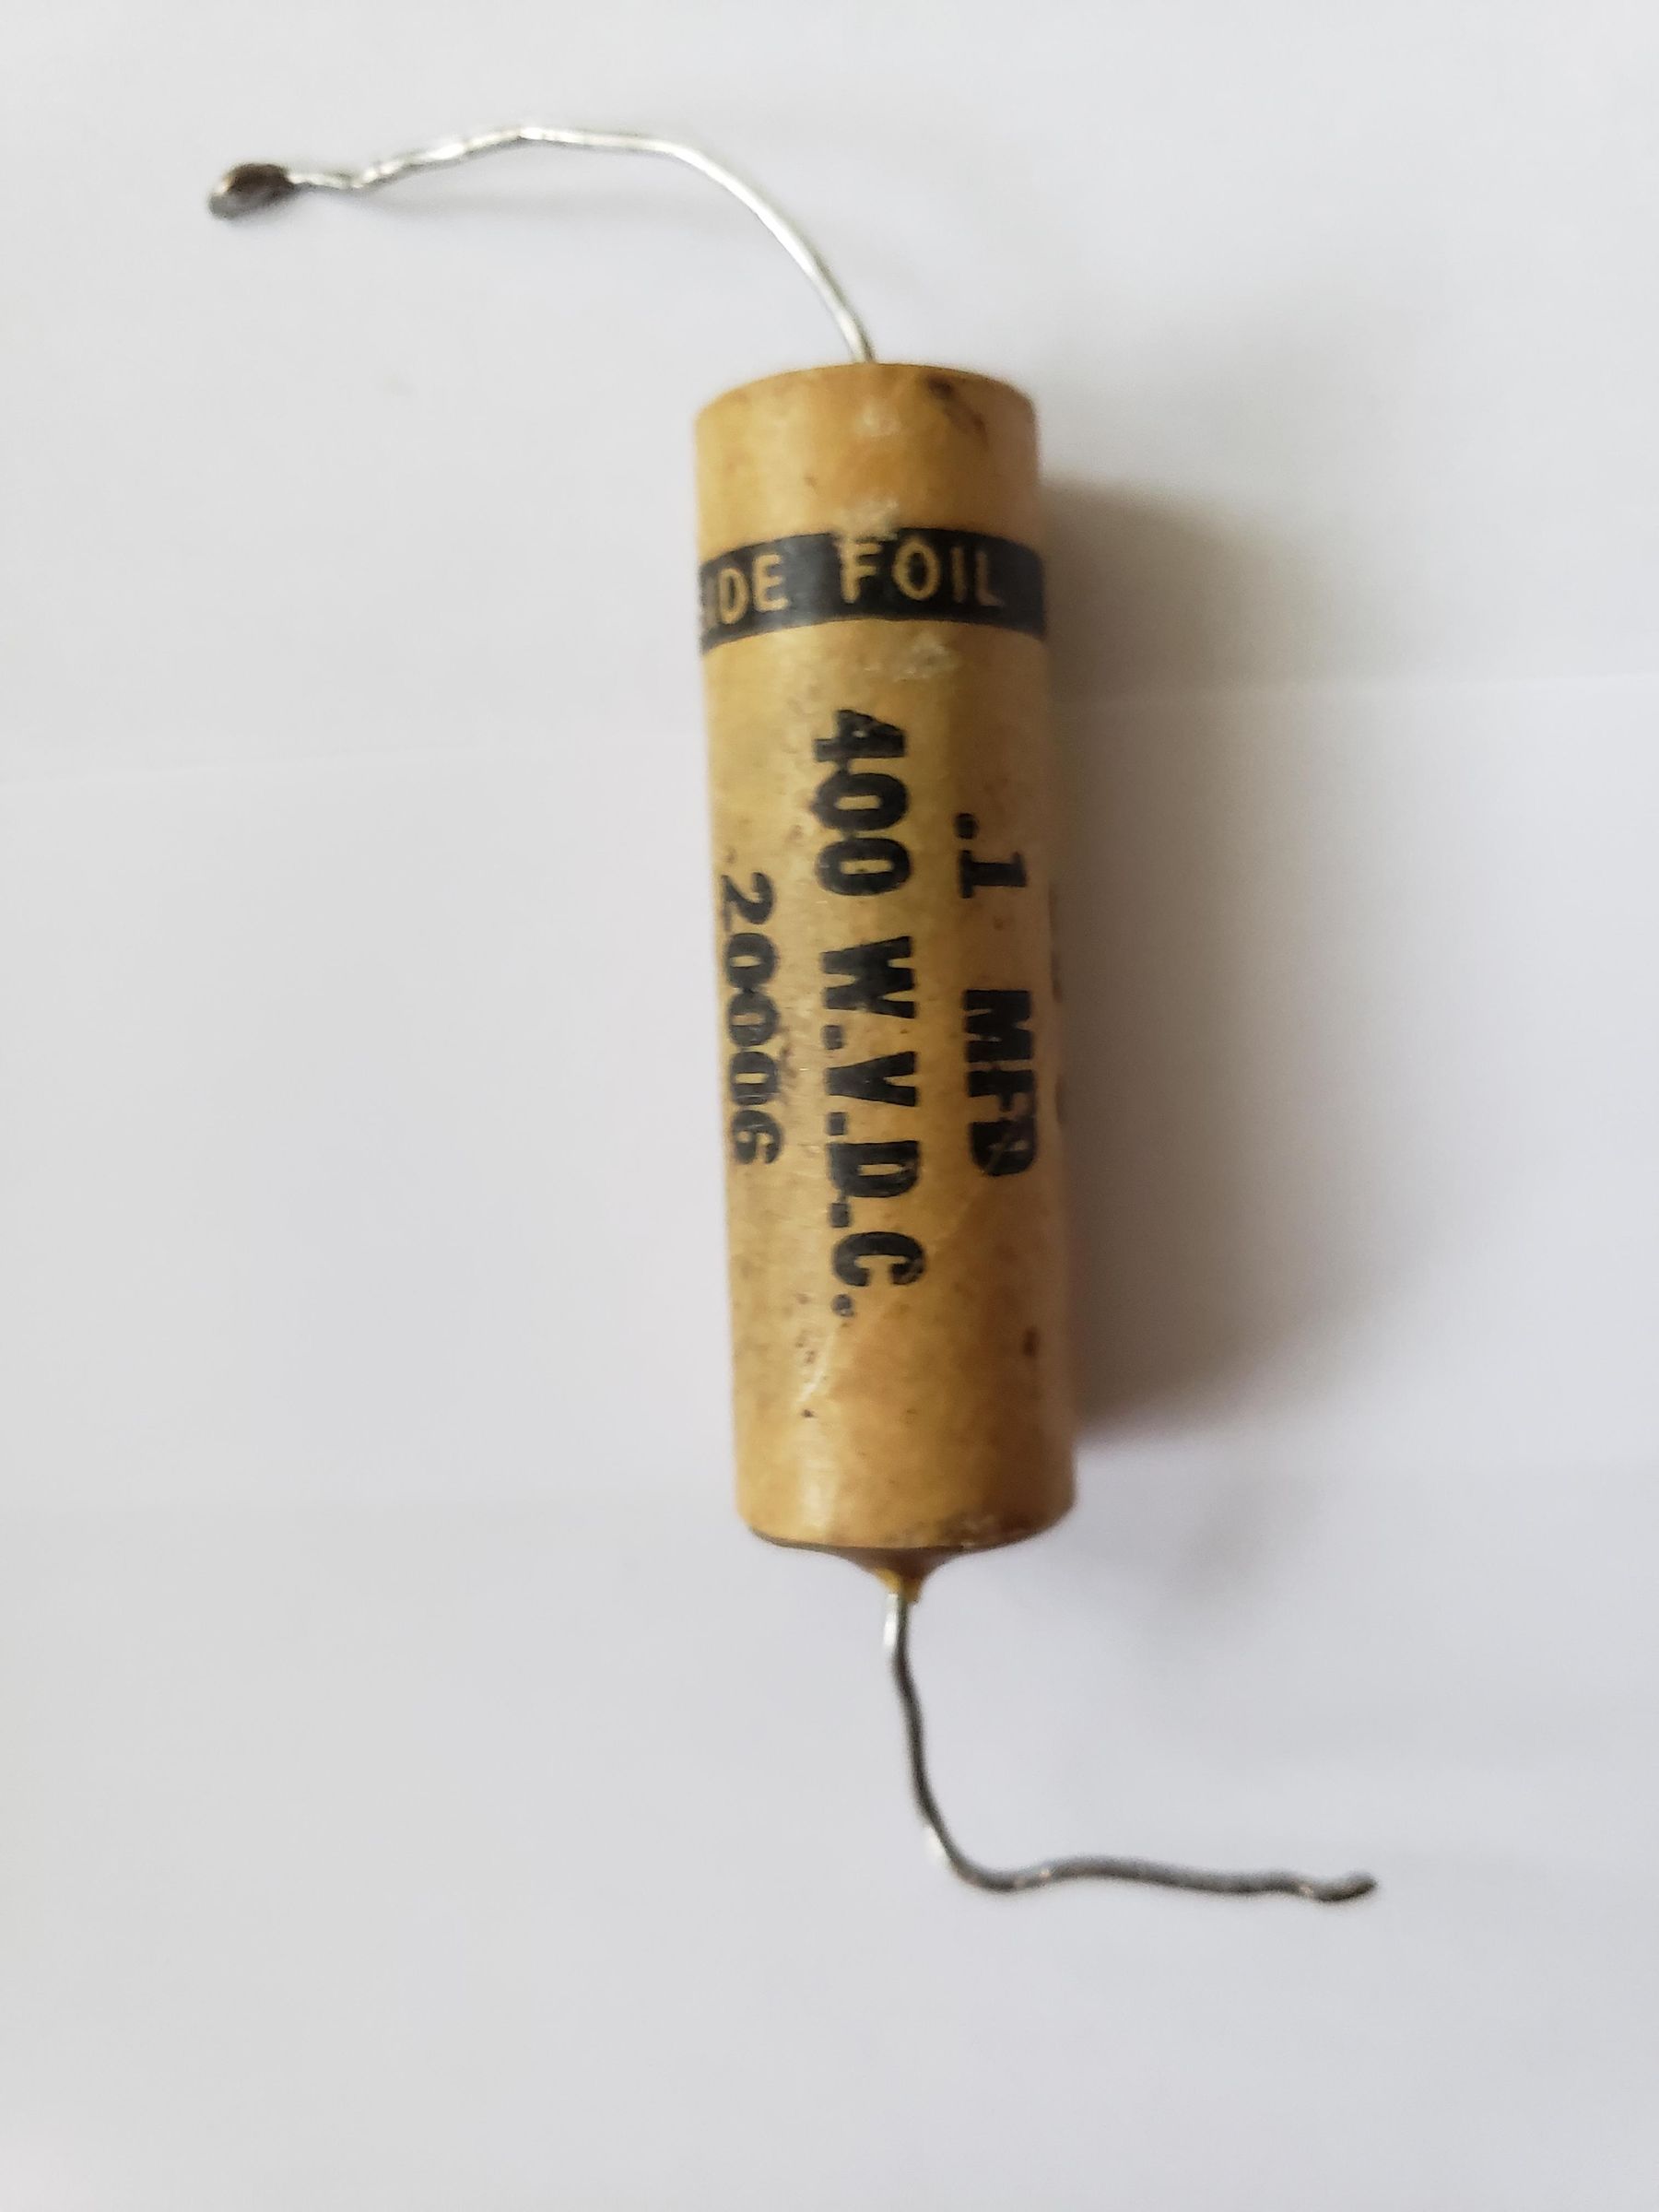 IDE FOIL
.1 MFD
400 W.V.D.C.
20006